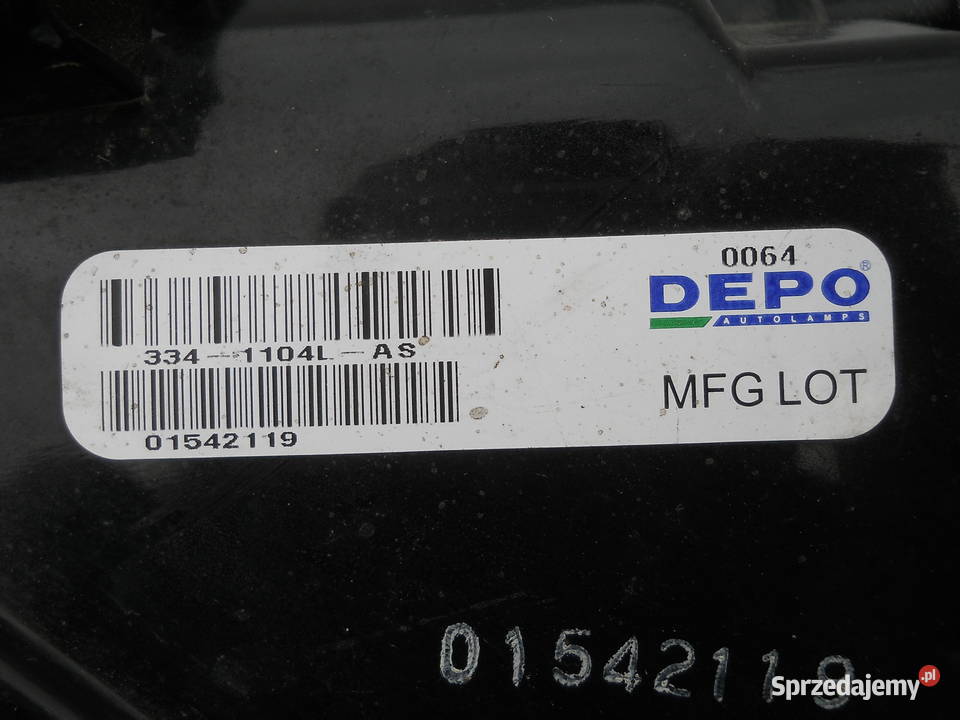 0064
DEPO®
AUTOLAMPS
334-1104L-AS
MFG LOT
01542119
01542119
Sprzedajemy.pl